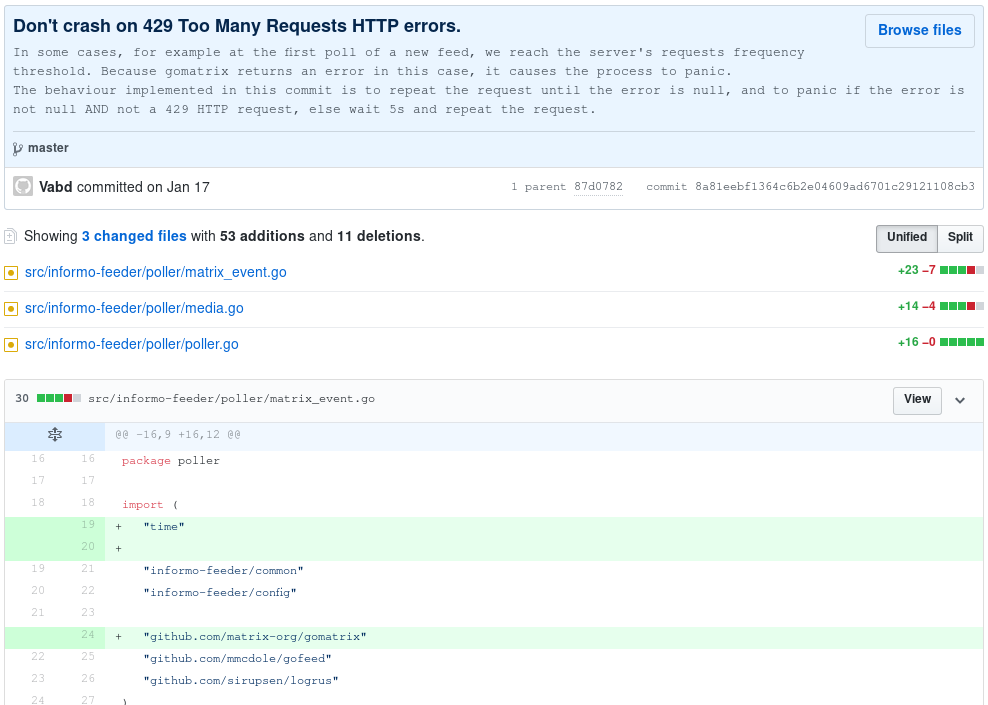 Don't crash on 429 Too Many Requests HTTP errors.
Browse files
In some cases, for example at the first poll of a new feed, we reach the server's requests frequency
threshold. Because gomatrix returns an error in this case, it causes the process to panic.
The behaviour implemented in this commit is to repeat the request until the error is null, and to panic if the error is
not null AND not a 429 HTTP request, else wait 5s and repeat the request.
master
Vabd committed on Jan 17 1 parent 87d0782 commit 8a81eebf1364c6b2e04609ad6701c29121108cb3
Showing 3 changed files with 53 additions and 11 deletions.
Unified Split
src/informo-feeder/poller/matrix_event.go +23 −7
src/informo-feeder/poller/media.go +14 −4
src/informo-feeder/poller/poller.go +16 −0
30 src/informo-feeder/poller/matrix_event.go View
@@ -16,9 +16,12 @@
16 16 package poller
17 17
18 18 import (
19 + "time"
20 +
19 21 "informo-feeder/common"
20 22 "informo-feeder/config"
21 23
24 + "github.com/matrix-org/gomatrix"
22 25 "github.com/mmcdole/gofeed"
23 26 "github.com/sirupsen/logrus"
24 27 )